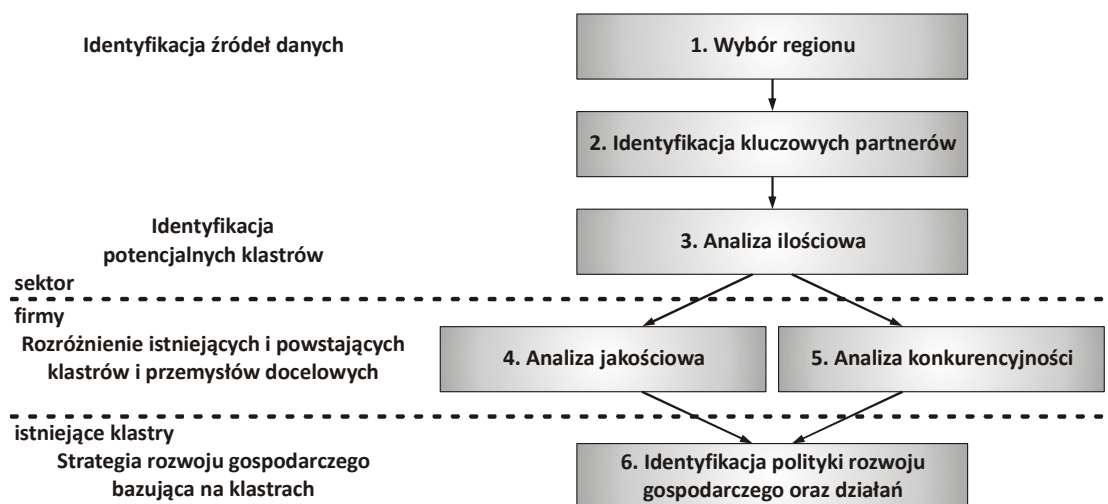 Identyfikacja źródeł danych
1. Wybór regionu
2. Identyfikacja kluczowych partnerów
Identyfikacja
potencjalnych klastrów
3. Analiza ilościowa
sektor
firmy
Rozróżnienie istniejących i powstających
klastrów i przemysłów docelowych
4. Analiza jakościowa
5. Analiza konkurencyjności
istniejące klastry
Strategia rozwoju gospodarczego
bazująca na klastrach
6. Identyfikacja polityki rozwoju
gospodarczego oraz działań